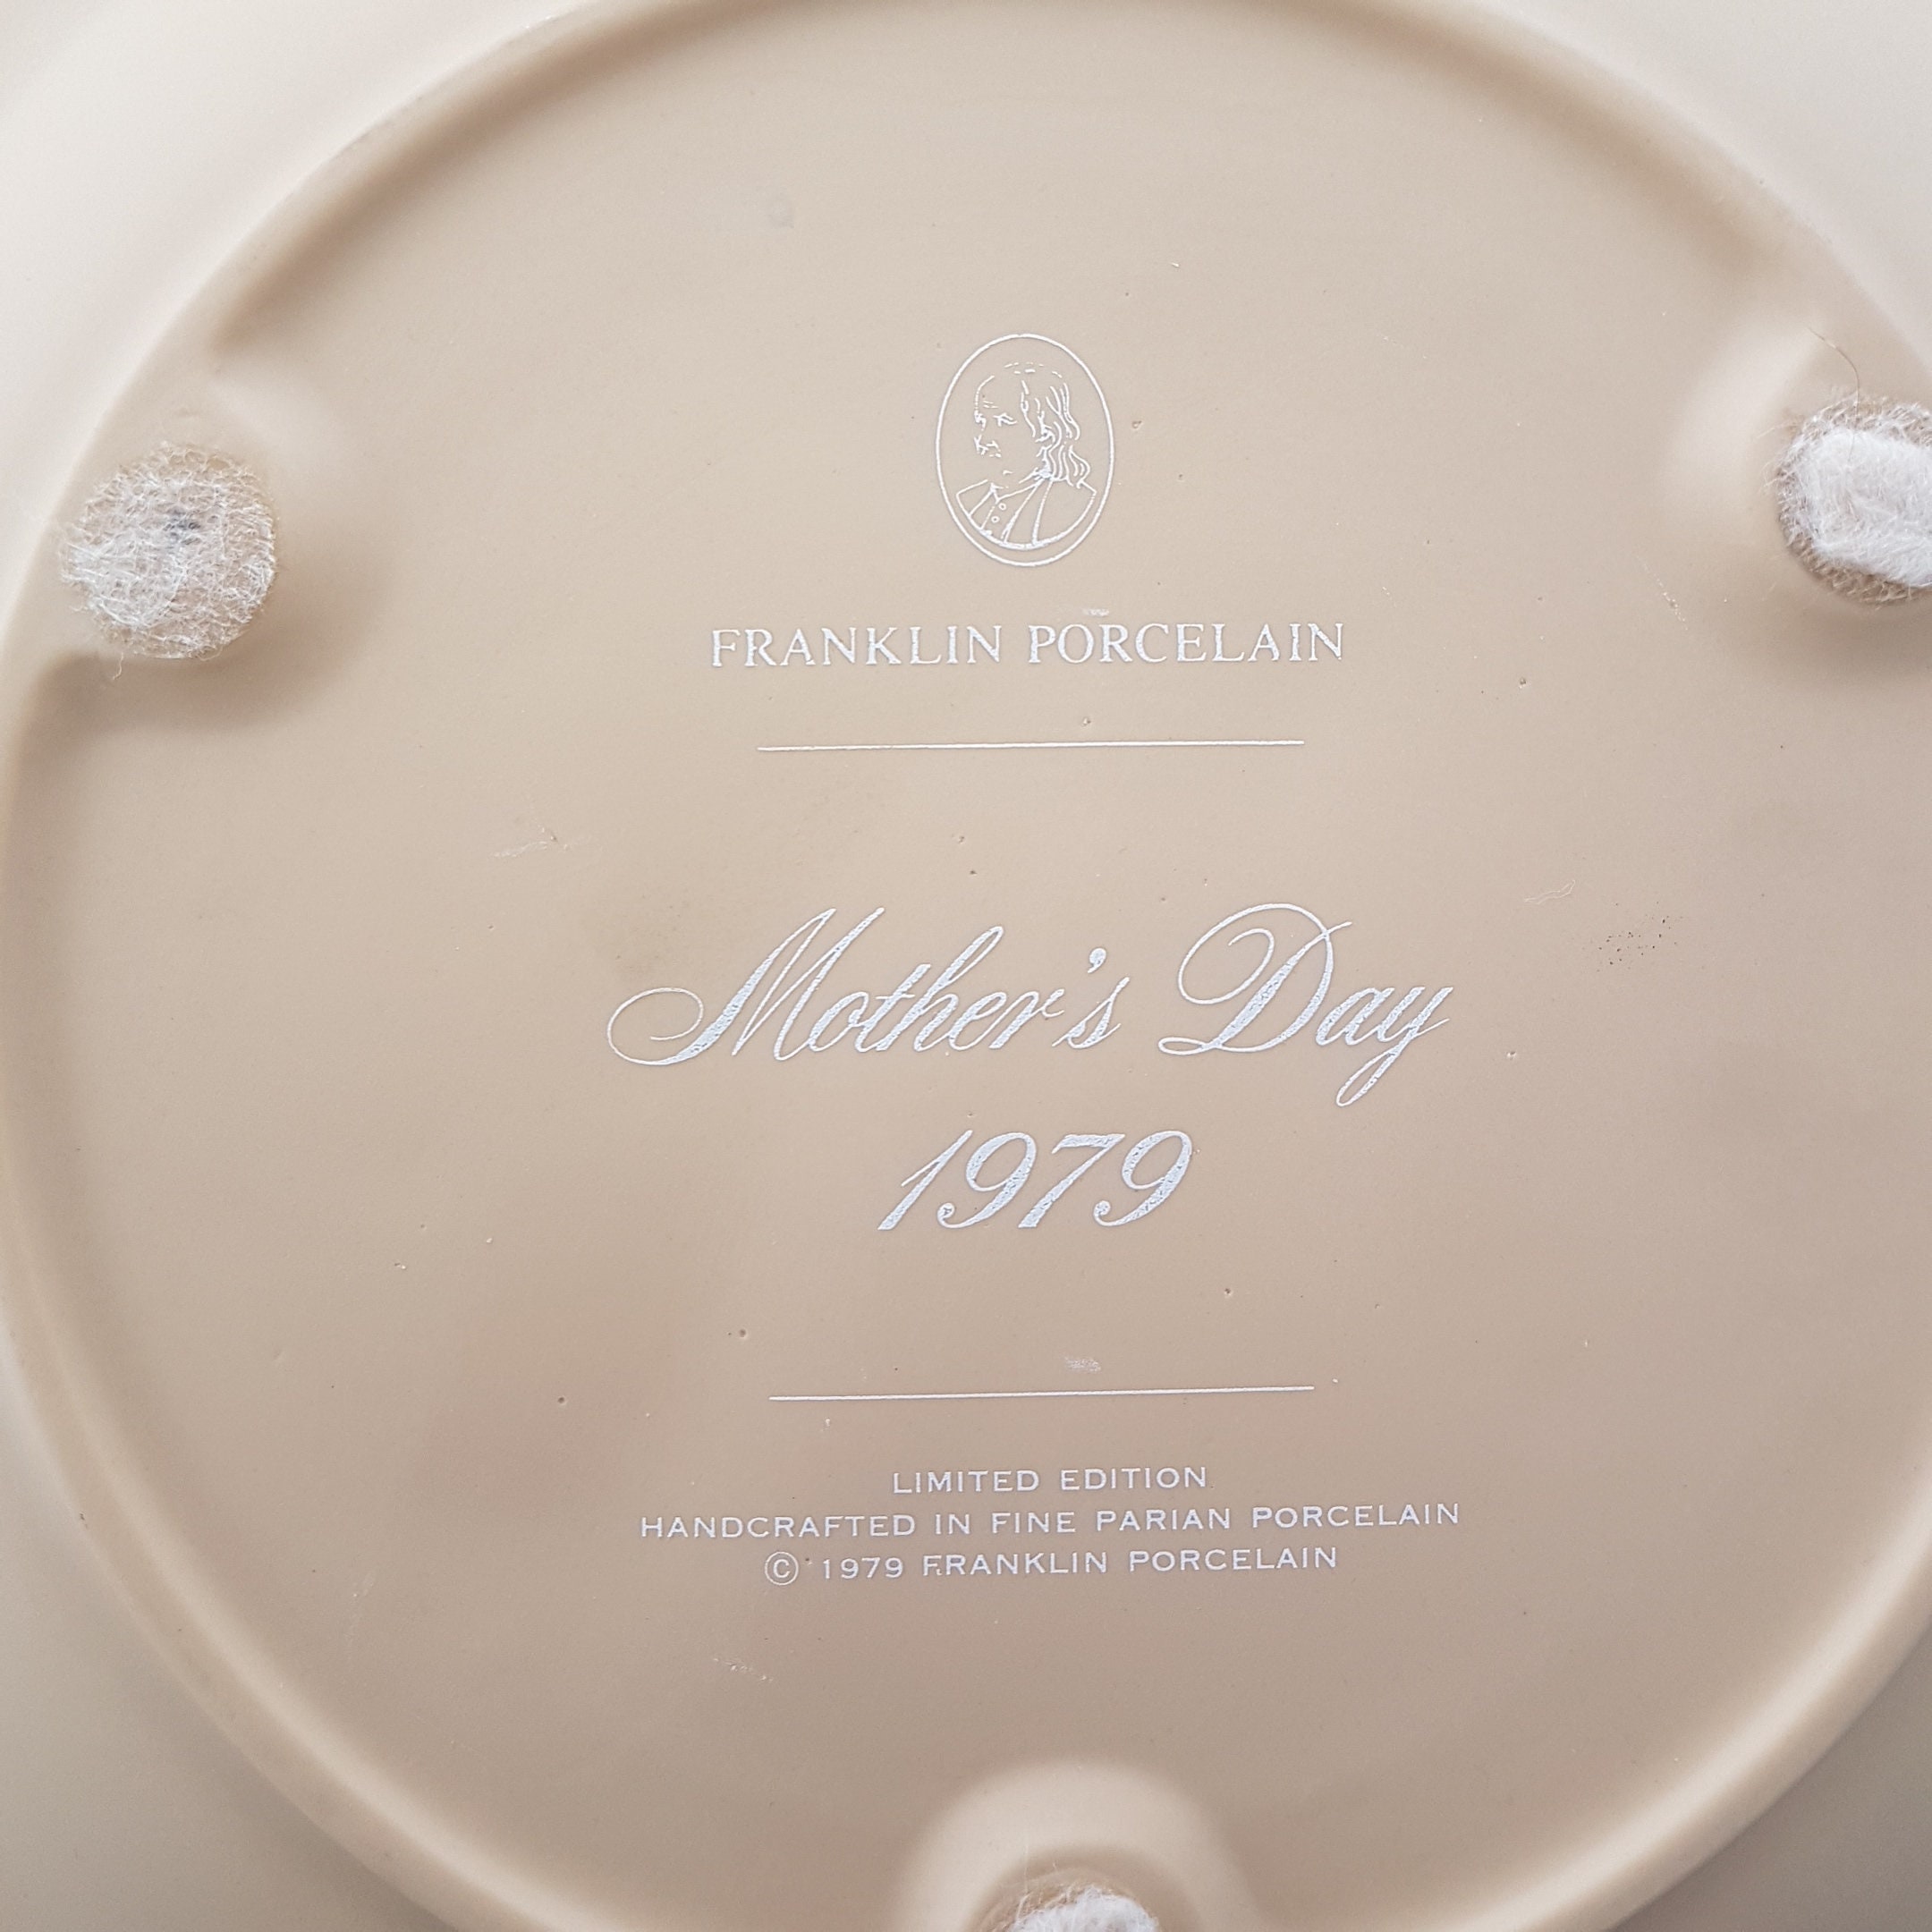 FRANKLIN PORCELAIN
Mother's Day
1979
LIMITED EDITION
HANDCRAFTED IN FINE PARIAN PORCELAIN
© 1979 FRANKLIN PORCELAIN